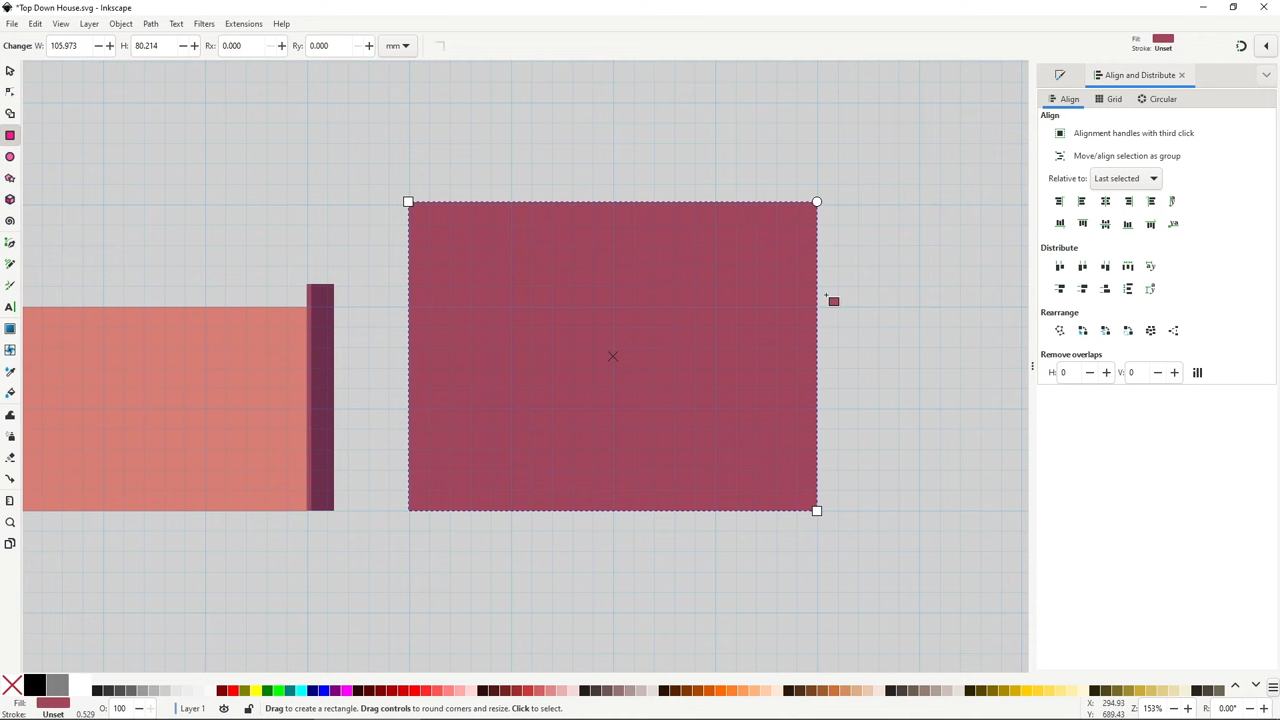 *Top Down House.svg - Inkscape
File Edit View Layer Object Path Text Filters Extensions Help
Change: W: 105.973 H: 80.214 Rx: 0.000 Ry: 0.000 mm
Fill:
Stroke: Unset
Align and Distribute
Align Grid Circular
Align
Alignment handles with third click
Move/align selection as group
Relative to: Last selected
Distribute
Rearrange
Remove overlaps
H: 0 V: 0
Fill:
Stroke: Unset 0.529
O: 100
Layer 1
Drag to create a rectangle. Drag controls to round corners and resize. Click to select.
X: 294.93
Y: 689.43
Z: 153%
R: 0.00°